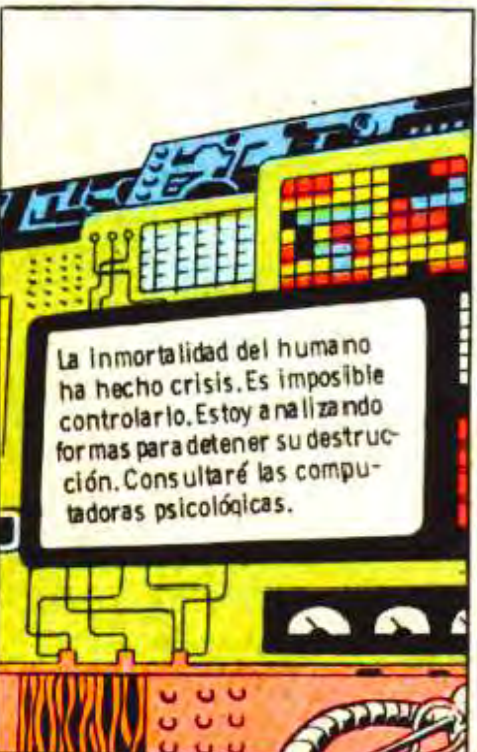 La inmortalidad del humano
ha hecho crisis. Es imposible
controlarlo. Estoy analizando
formas para detener su destruc-
ción. Consultaré las compu-
tadoras psicológicas.